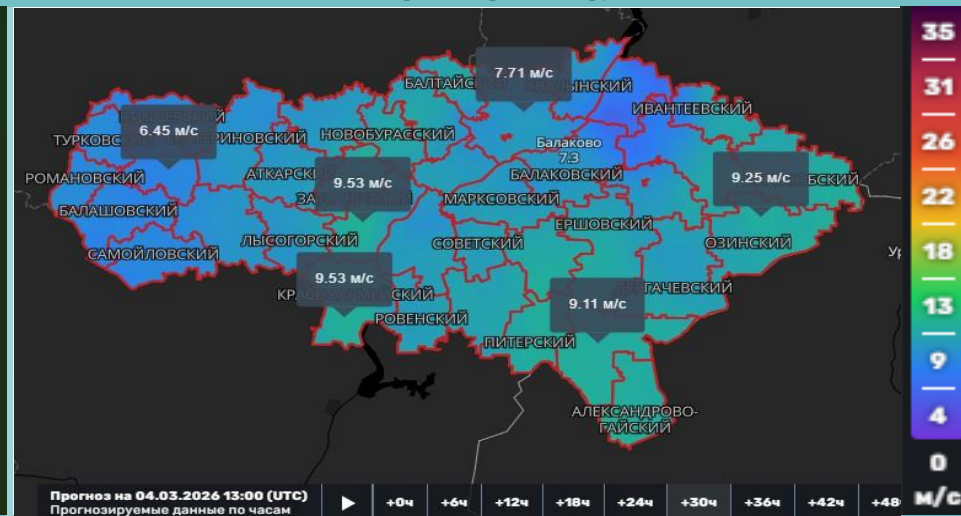 7.71 м/с
БАЛТАЙС
ИВАНТЕЕВСКИЙ
6.45 м/с
НОВОБУРАССКИЙ
Балаково
7.3
РОМАНОВСКИЙ
9.53 м/с
БАЛАКОВСКИЙ
9.25 м/с
МАРКСОВСКИЙ
БАЛАШОВСКИЙ
ЕРШОВСКИЙ
ЛЫСОГОРСКИЙ
СОВЕТСКИЙ
ОЗИНСКИЙ
САМОЙЛОВСКИЙ
9.53 м/с
9.11 м/с
РОВЕНСКИЙ
ПИТЕРСКИЙ
АЛЕКСАНДРОВО-
ГАЙСКИЙ
35
31
26
22
18
13
9
4
0
м/с
Прогноз на 04.03.2026 13:00 (UTC)
Прогнозируемые данные по часам
+0ч +6ч +12ч +18ч +24ч +30ч +36ч +42ч +48